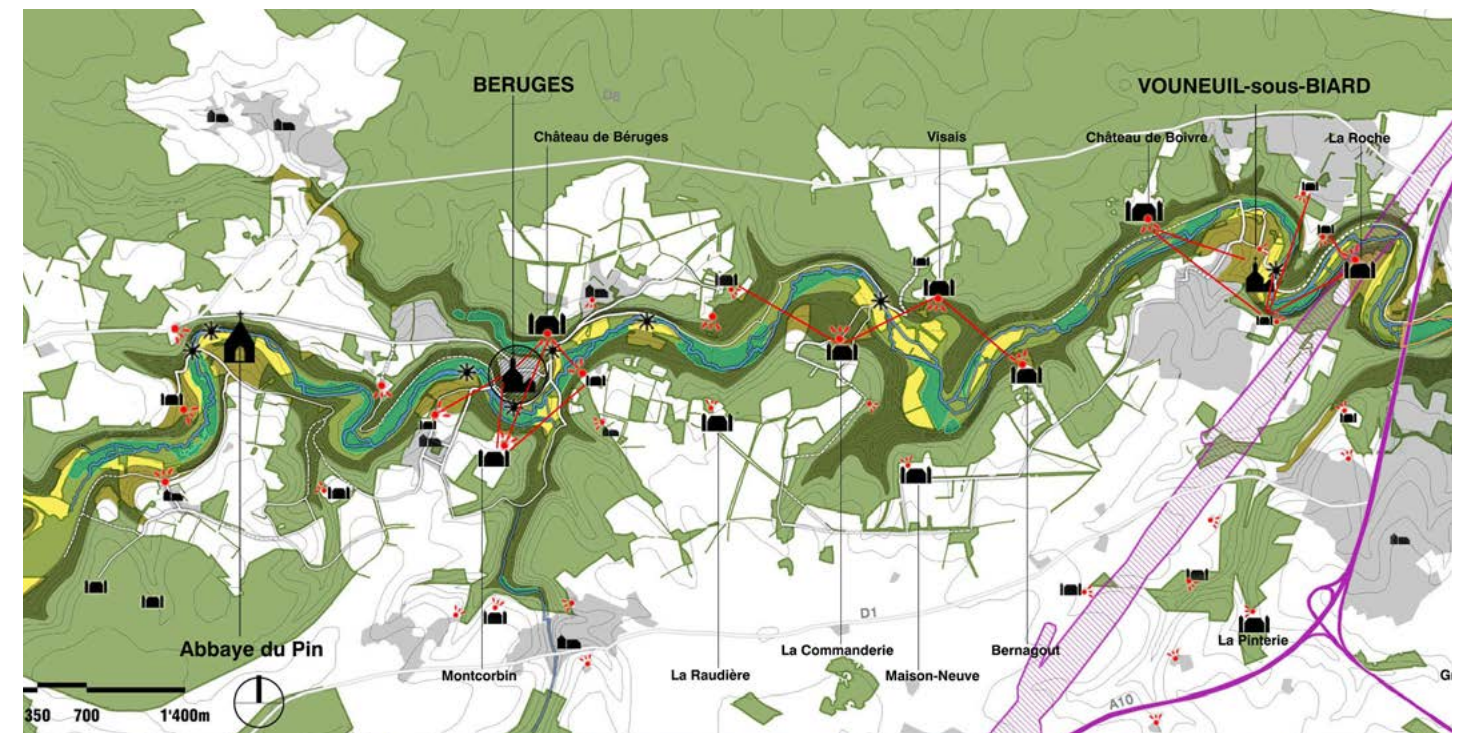 BERUGES
VOUNEUIL-sous-BIARD
D6
Château de Béruges
Visais
Château de Boivre
La Roche
D1
Abbaye du Pin
Montcorbin
La Raudière
La Commanderie
Maison-Neuve
Bernagout
La Pinterie
G
A10
350 700 1'400m